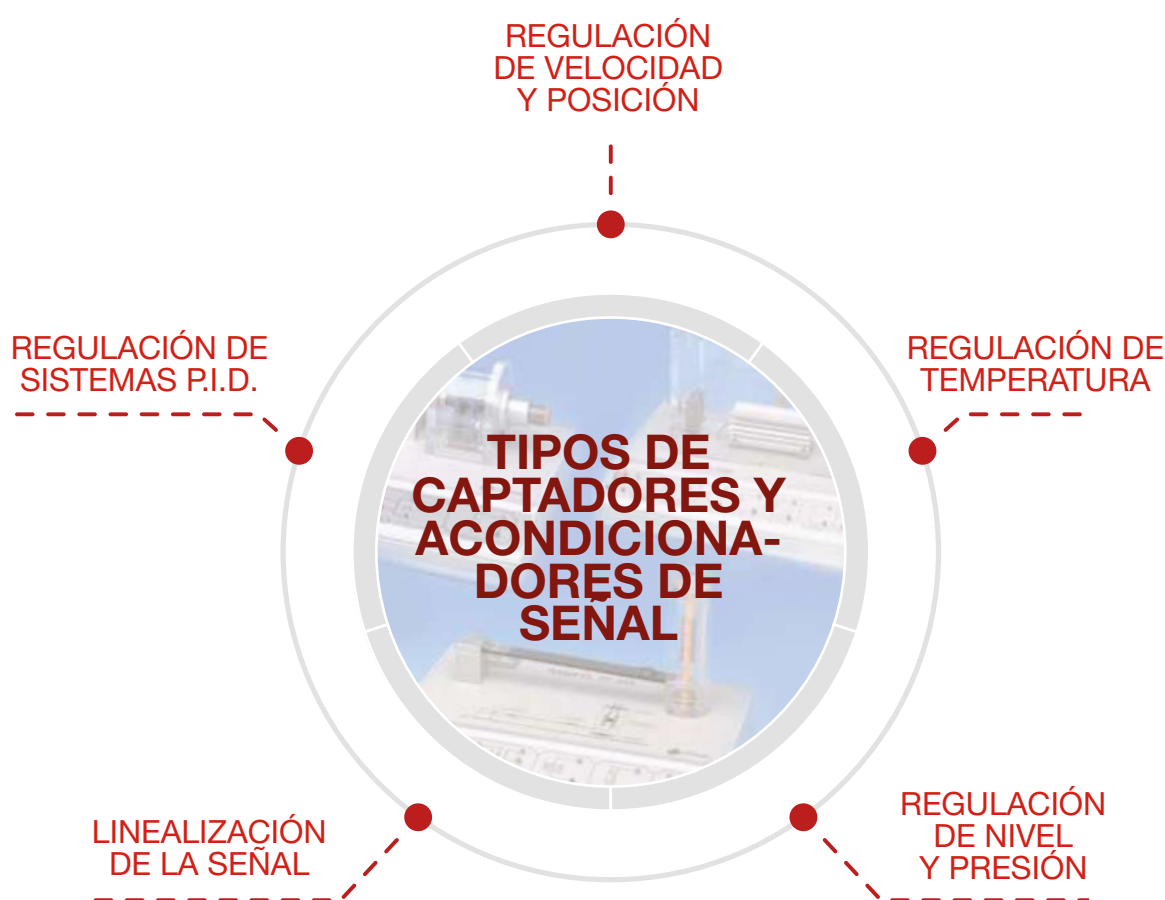 REGULACIÓN
DE VELOCIDAD
Y POSICIÓN
REGULACIÓN DE
SISTEMAS P.I.D.
REGULACIÓN DE
TEMPERATURA
TIPOS DE
CAPTADORES Y
ACONDICIONA-
DORES DE
SEÑAL
LINEALIZACIÓN
DE LA SEÑAL
REGULACIÓN
DE NIVEL
Y PRESIÓN